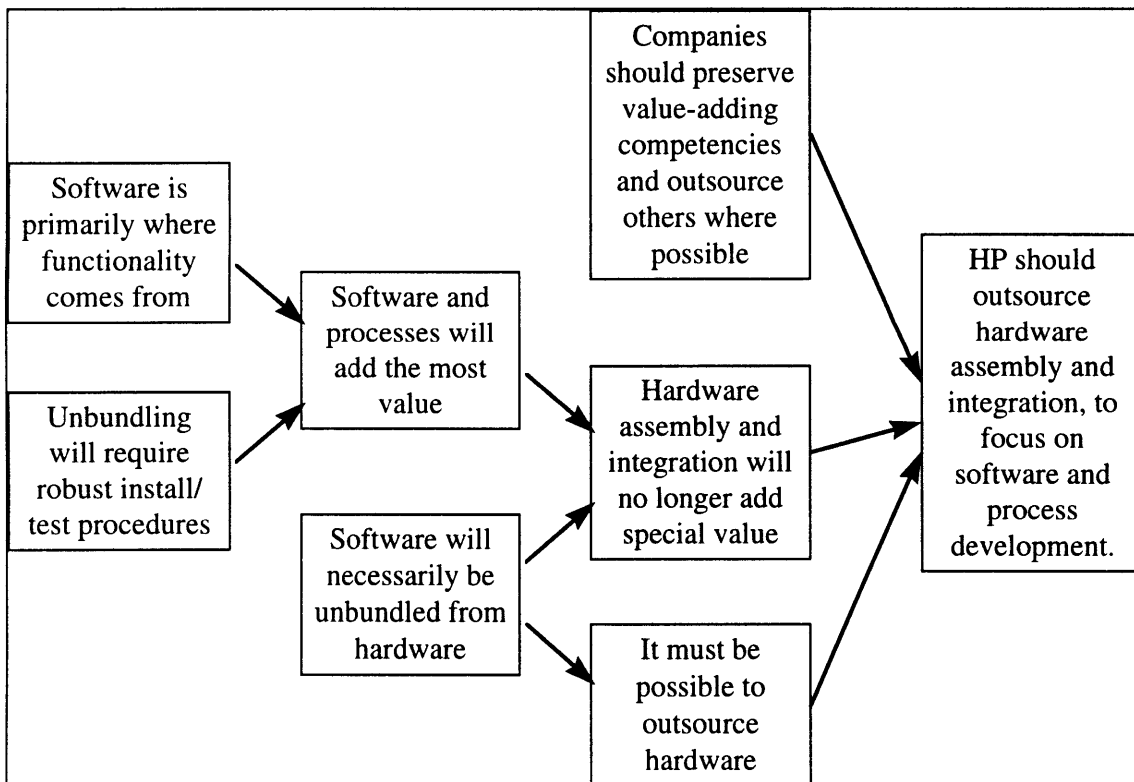 Companies
should preserve
value-adding
competencies
and outsource
others where
possible
Software is
primarily where
functionality
comes from
Software and
processes will
add the most
value
HP should
outsource
hardware
assembly and
integration, to
focus on
software and
process
development.
Unbundling
will require
robust install/
test procedures
Hardware
assembly and
integration will
no longer add
special value
Software will
necessarily be
unbundled from
hardware
It must be
possible to
outsource
hardware